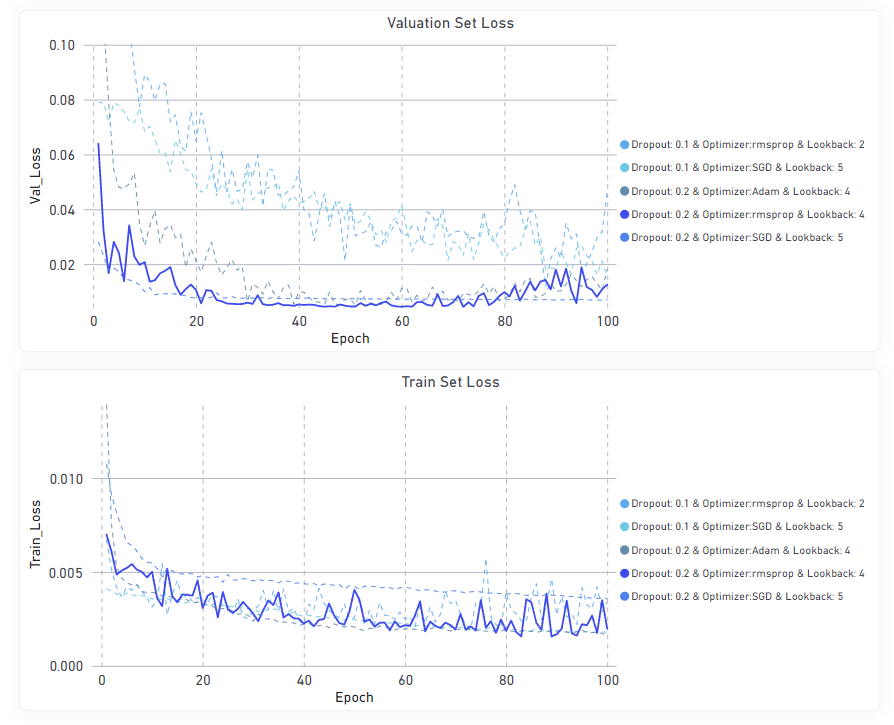 Valuation Set Loss
0.10
0.08
0.06
0.04
0.02
Val_Loss
0 20 40 60 80 100
Epoch
Dropout: 0.1 & Optimizer:rmsprop & Lookback: 2
Dropout: 0.1 & Optimizer:SGD & Lookback: 5
Dropout: 0.2 & Optimizer:Adam & Lookback: 4
Dropout: 0.2 & Optimizer:rmsprop & Lookback: 4
Dropout: 0.2 & Optimizer:SGD & Lookback: 5
Train Set Loss
0.010
0.005
0.000
Train_Loss
0 20 40 60 80 100
Epoch
Dropout: 0.1 & Optimizer:rmsprop & Lookback: 2
Dropout: 0.1 & Optimizer:SGD & Lookback: 5
Dropout: 0.2 & Optimizer:Adam & Lookback: 4
Dropout: 0.2 & Optimizer:rmsprop & Lookback: 4
Dropout: 0.2 & Optimizer:SGD & Lookback: 5